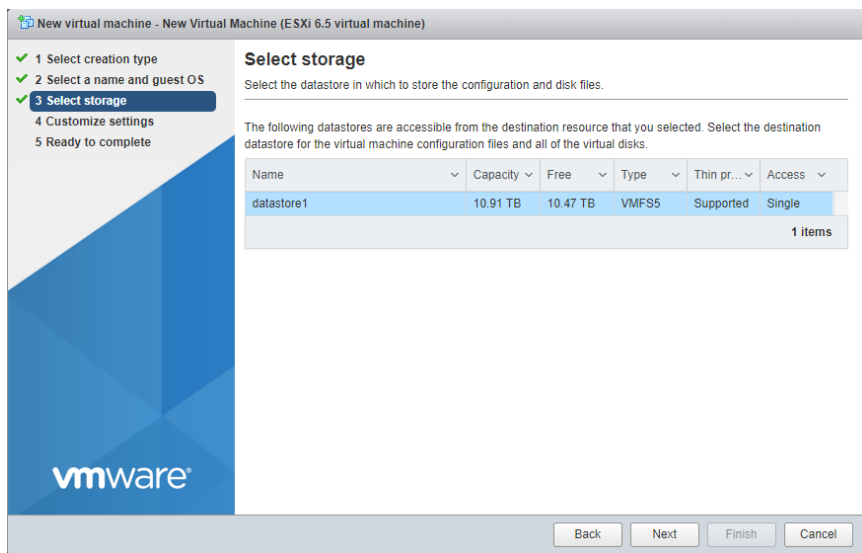 New virtual machine - New Virtual Machine (ESXi 6.5 virtual machine)
1 Select creation type
2 Select a name and guest OS
3 Select storage
4 Customize settings
5 Ready to complete
Select storage
Select the datastore in which to store the configuration and disk files.
The following datastores are accessible from the destination resource that you selected. Select the destination
datastore for the virtual machine configuration files and all of the virtual disks.
Name Capacity Free Type Thin pr... Access
datastore1 10.91 TB 10.47 TB VMFS5 Supported Single
1 items
vmware®
Back Next Finish Cancel